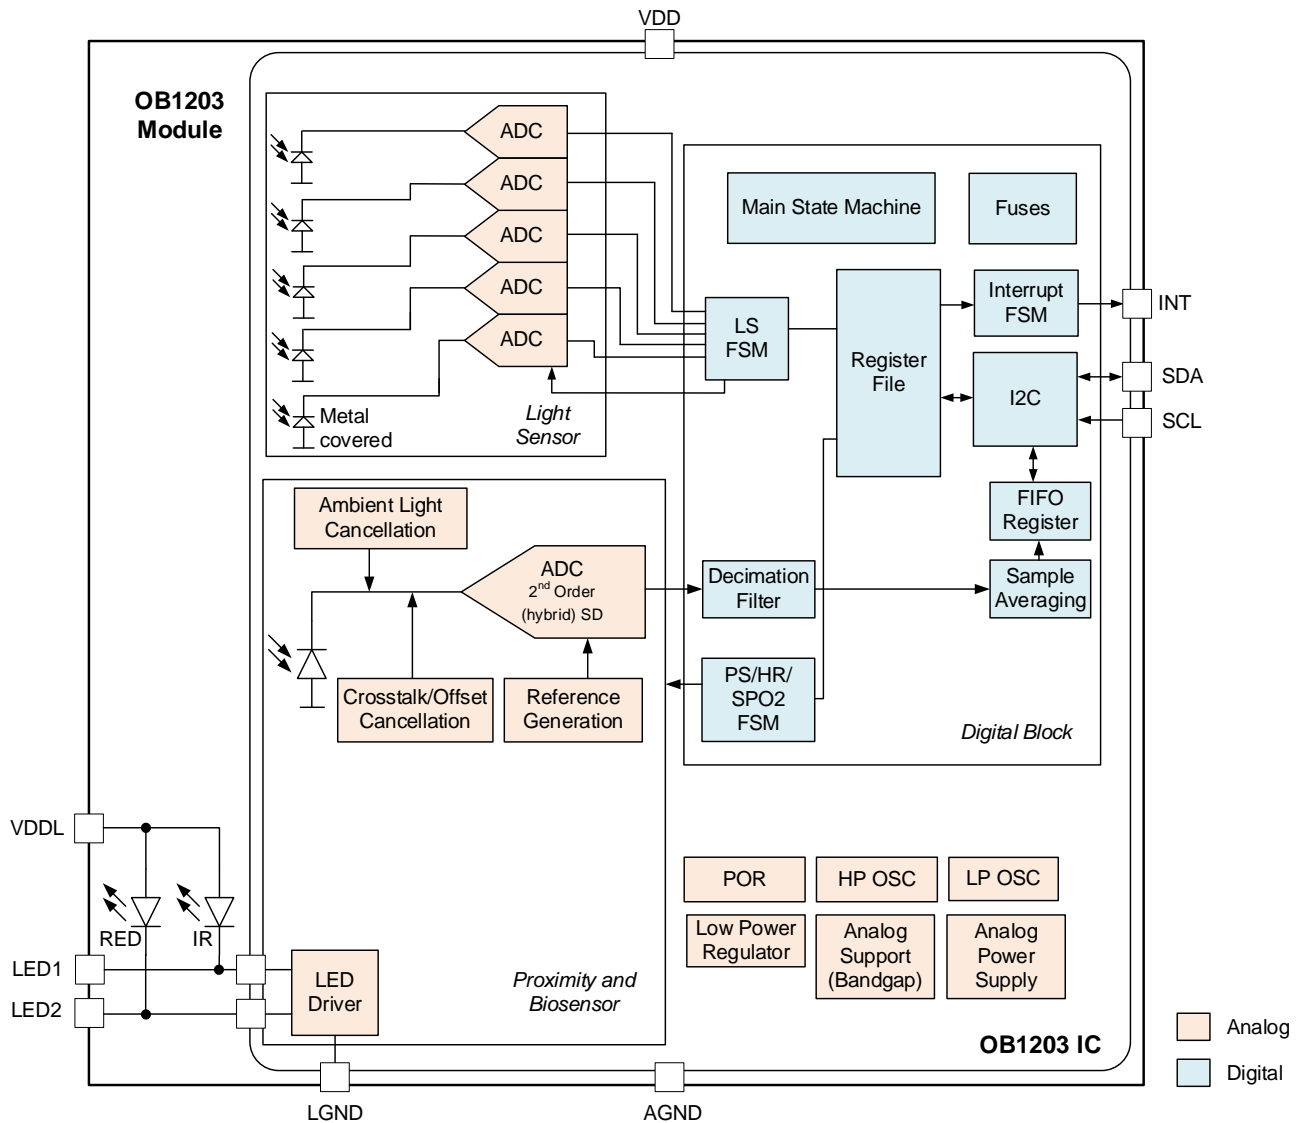 VDD
OB1203
Module
ADC
ADC
ADC
ADC
ADC
Metal
covered
Light
Sensor
Main State Machine
Fuses
LS
FSM
Register
File
Interrupt
FSM
I2C
INT
SDA
SCL
FIFO
Register
Sample
Averaging
Decimation
Filter
PS/HR/
SPO2
FSM
Digital Block
Ambient Light
Cancellation
ADC
2nd Order
(hybrid) SD
Crosstalk/Offset
Cancellation
Reference
Generation
VDDL
RED
IR
LED1
LED2
LED
Driver
Proximity and
Biosensor
POR
HP OSC
LP OSC
Low Power
Regulator
Analog
Support
(Bandgap)
Analog
Power
Supply
OB1203 IC
Analog
Digital
LGND
AGND